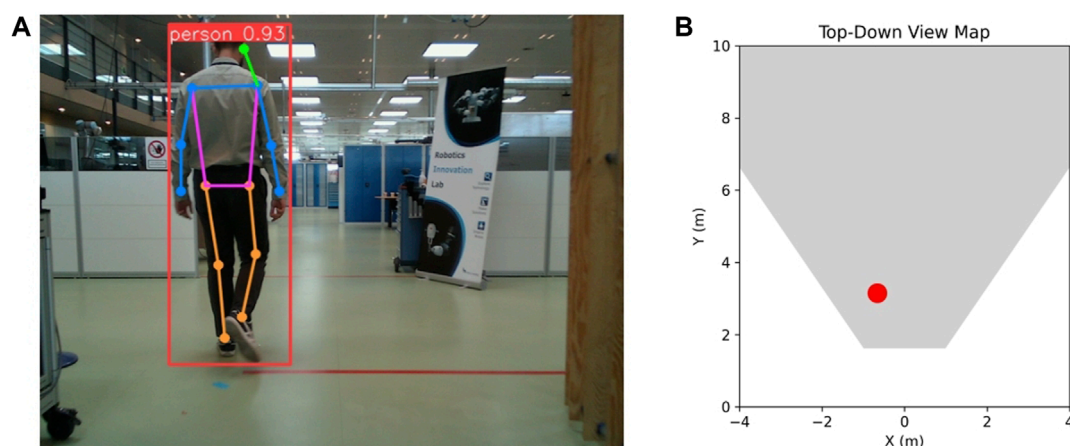 A
person 0.93
Robotics
Innovation
Lab
B
Top-Down View Map
10
8
6
4
2
0
Y (m)
−4
−2
0
2
4
X (m)